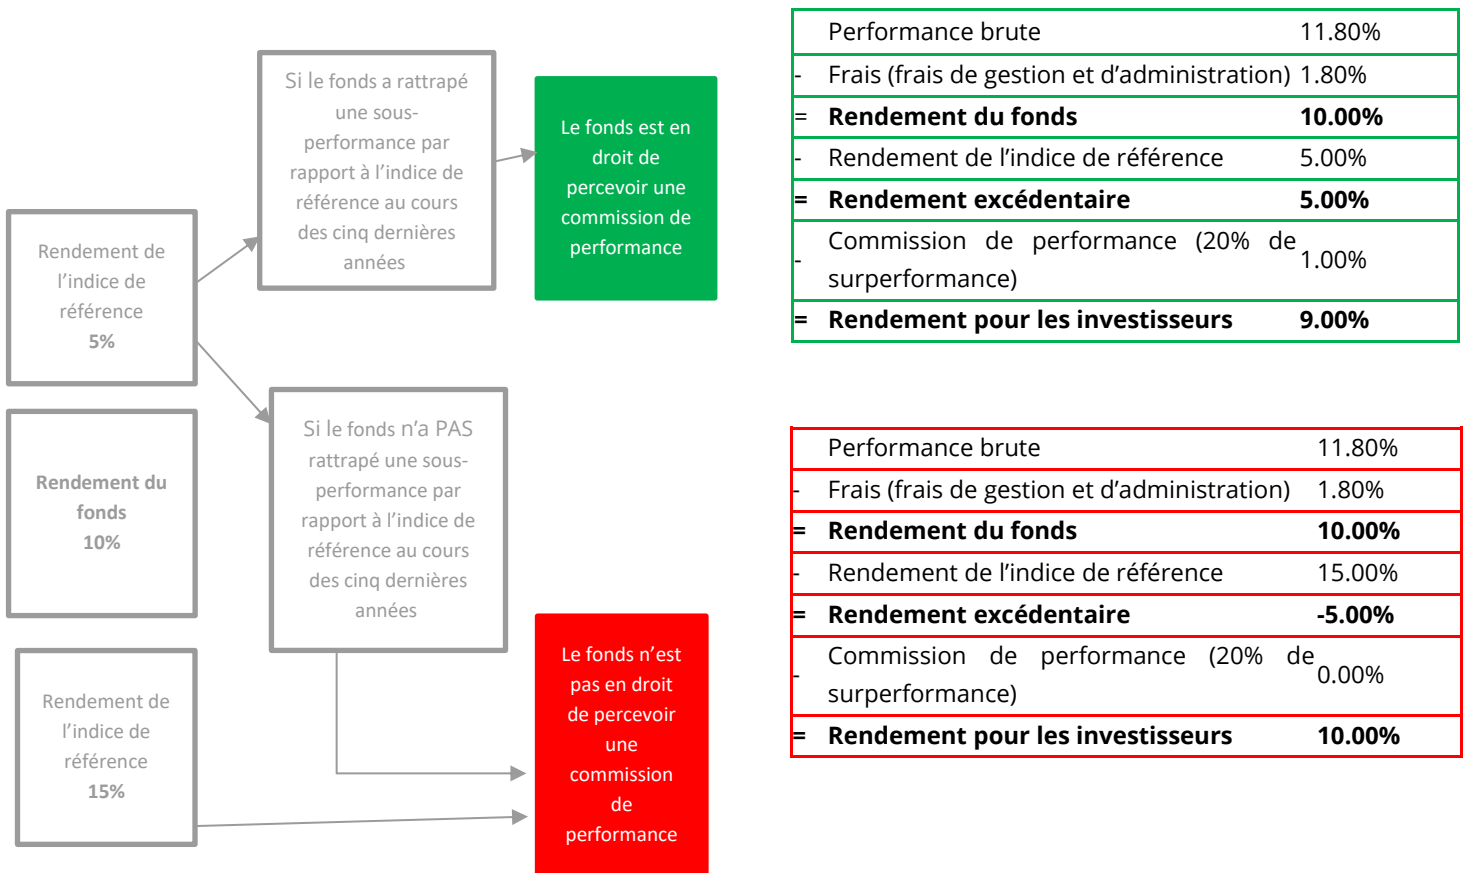 Rendement de
l’indice de
référence
5%
Rendement du
fonds
10%
Rendement de
l’indice de
référence
15%
Si le fonds a rattrapé
une sous-
performance par
rapport à l’indice de
référence au cours
des cinq dernières
années
Si le fonds n’a PAS
rattrapé une sous-
performance par
rapport à l’indice de
référence au cours
des cinq dernières
années
Le fonds est en
droit de
percevoir une
commission de
performance
Le fonds n’est
pas en droit
de percevoir
une
commission
de
performance
Performance brute 11.80%
- Frais (frais de gestion et d’administration) 1.80%
= Rendement du fonds 10.00%
- Rendement de l’indice de référence 5.00%
= Rendement excédentaire 5.00%
- Commission de performance (20% de
surperformance) 1.00%
= Rendement pour les investisseurs 9.00%
Performance brute 11.80%
- Frais (frais de gestion et d’administration) 1.80%
= Rendement du fonds 10.00%
- Rendement de l’indice de référence 15.00%
= Rendement excédentaire -5.00%
- Commission de performance (20% de
surperformance) 0.00%
= Rendement pour les investisseurs 10.00%